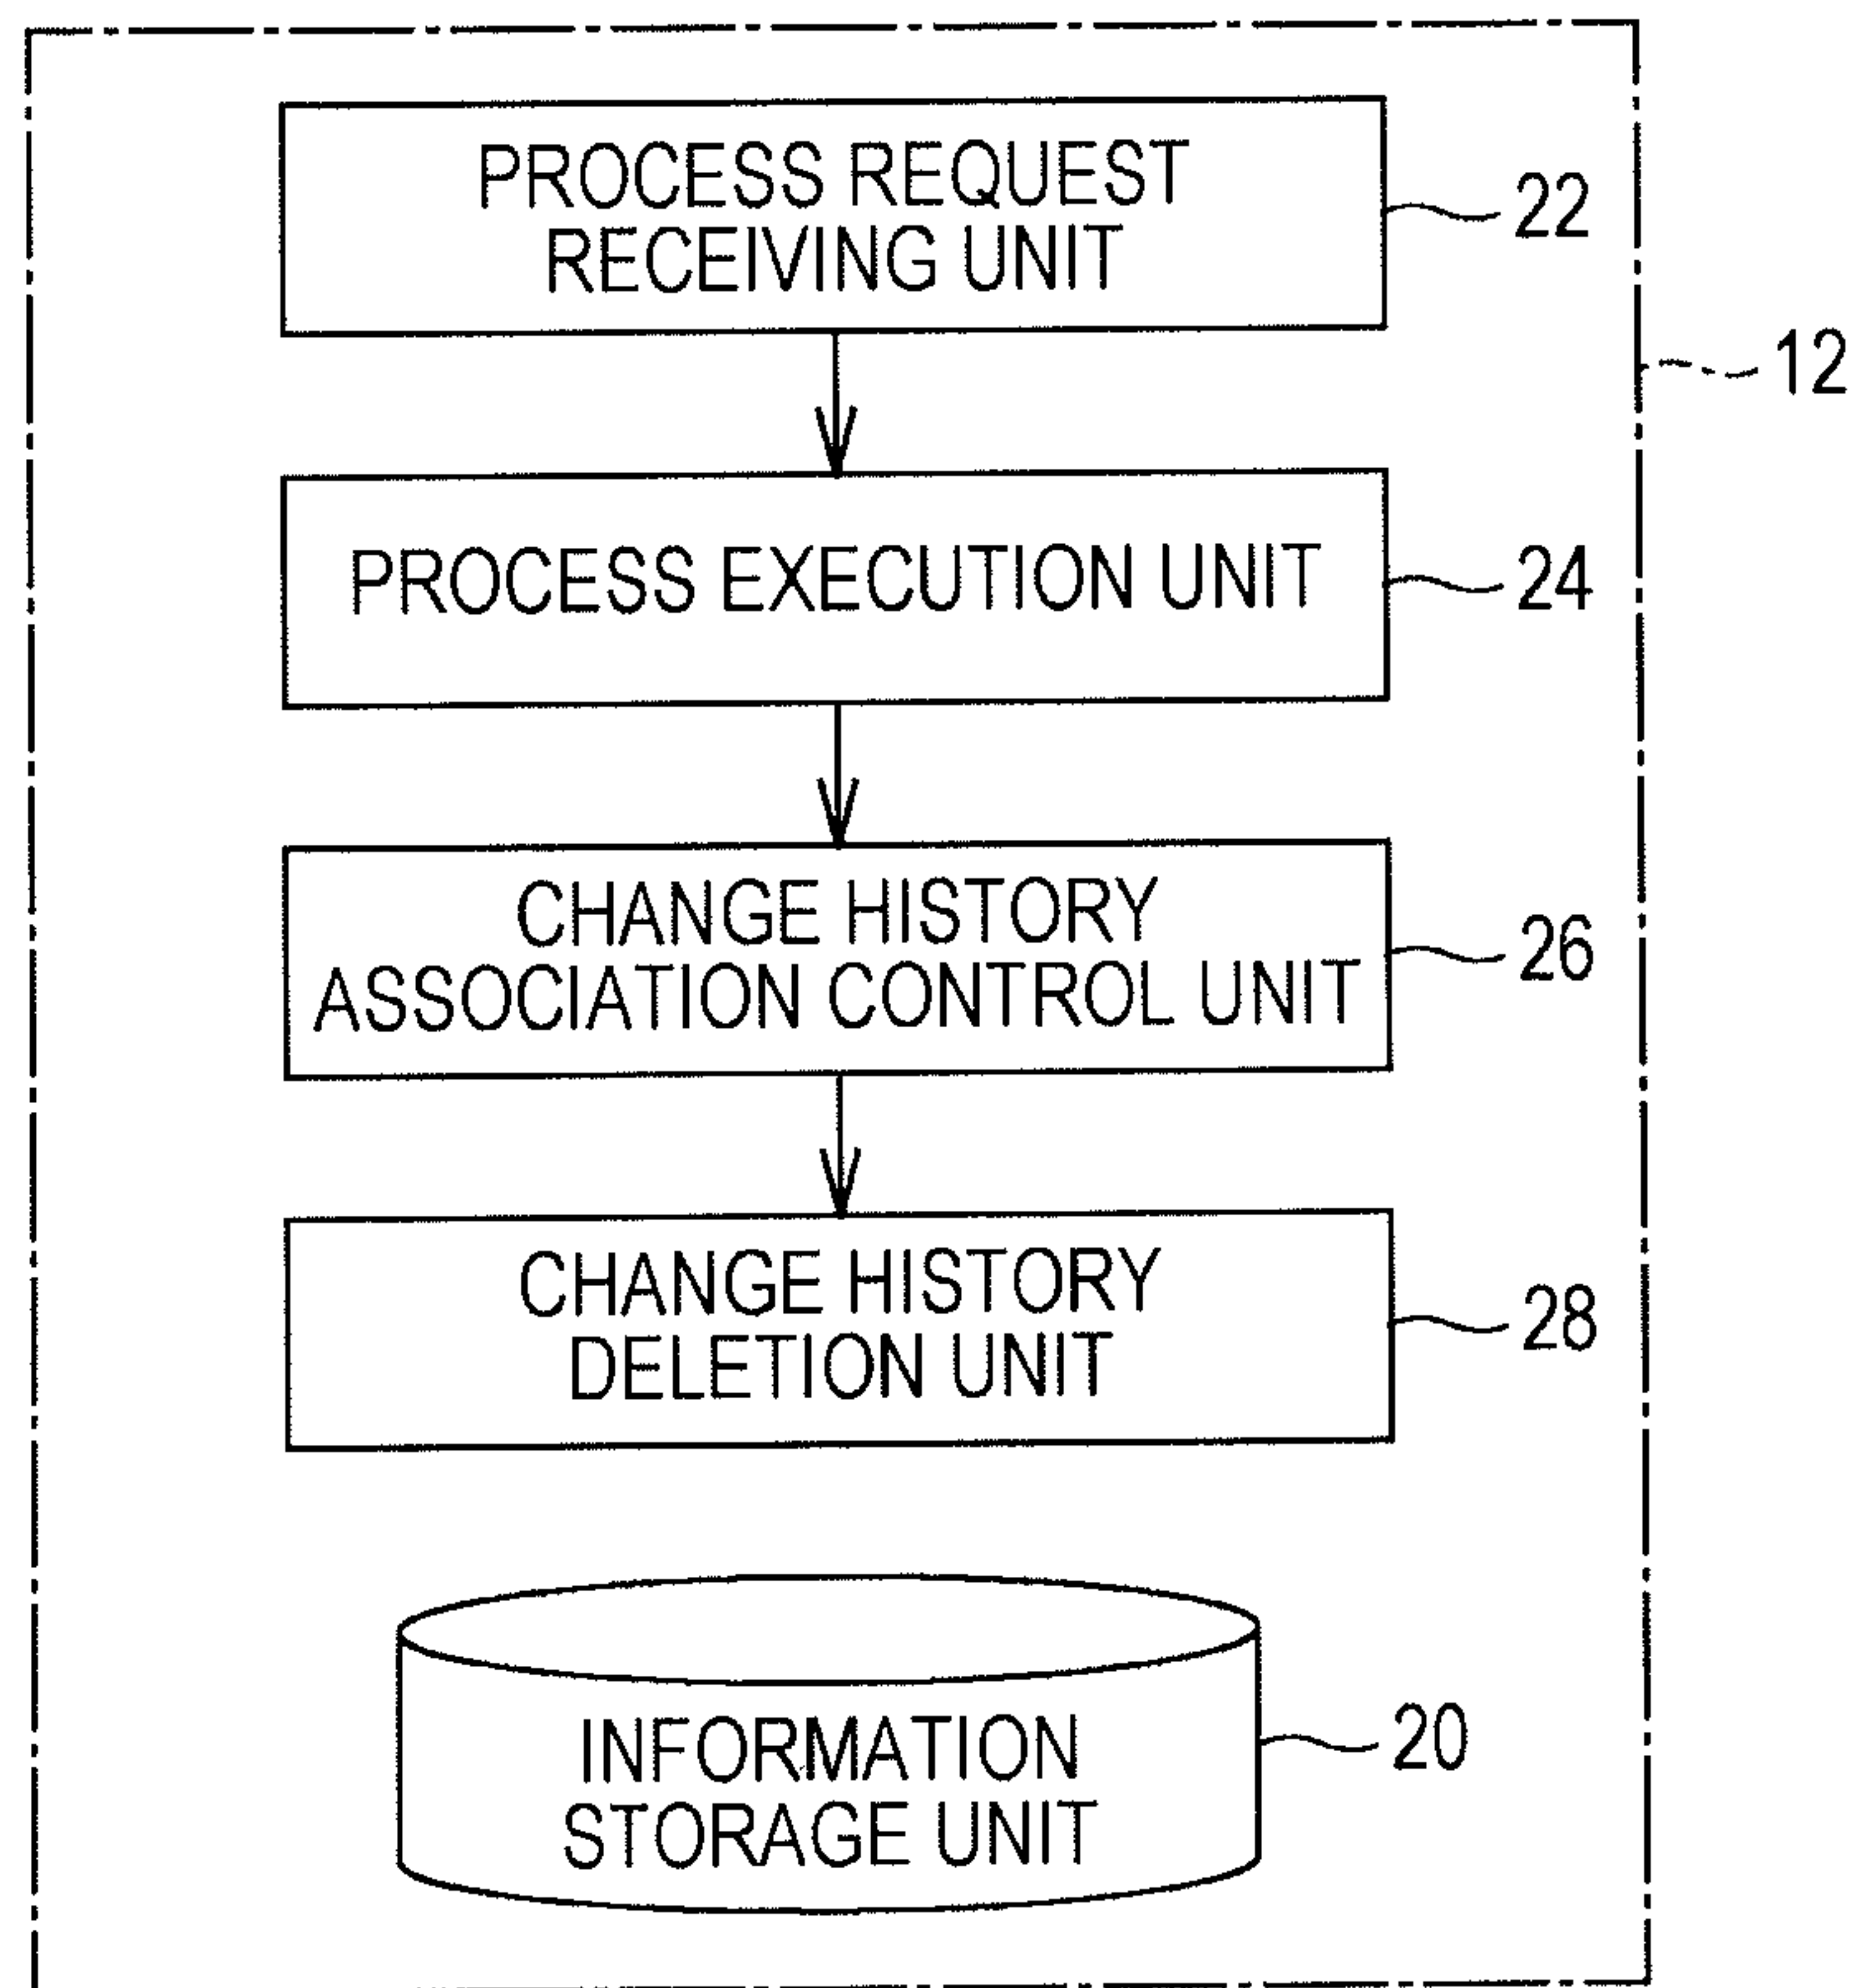 PROCESS REQUEST
RECEIVING UNIT
22
12
PROCESS EXECUTION UNIT
24
CHANGE HISTORY
ASSOCIATION CONTROL UNIT
26
CHANGE HISTORY
DELETION UNIT
28
INFORMATION
STORAGE UNIT
20